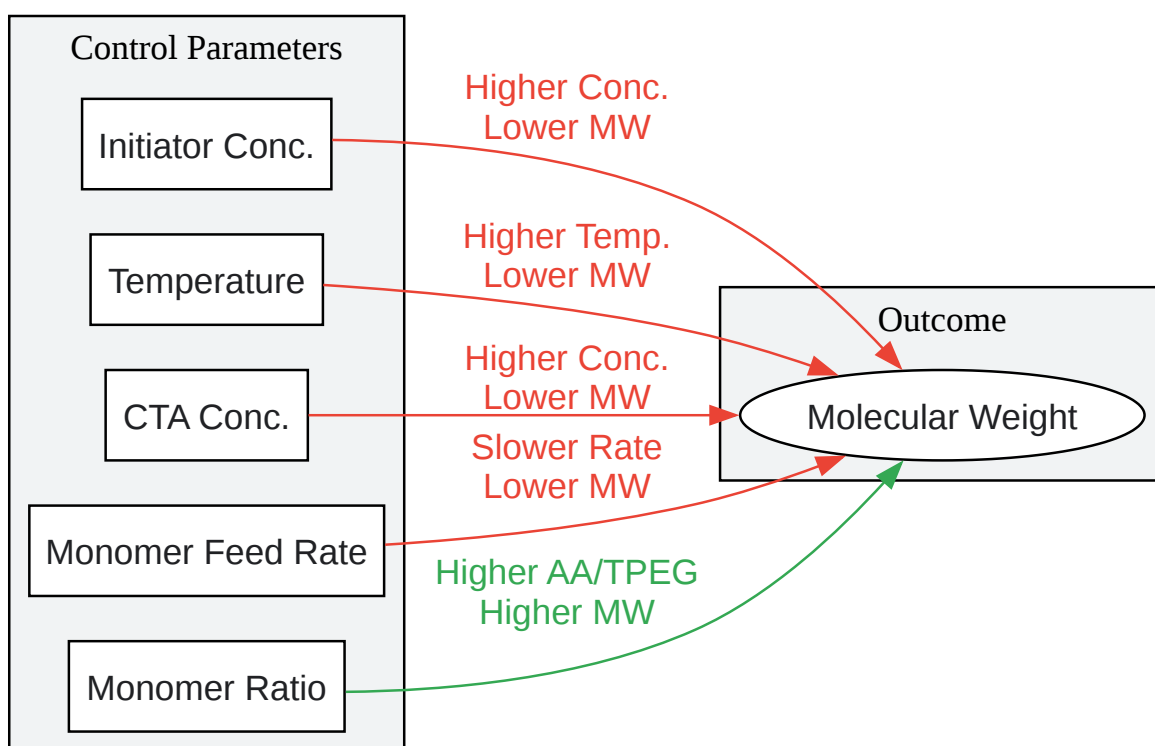 Control Parameters
Initiator Conc.
Temperature
CTA Conc.
Monomer Feed Rate
Monomer Ratio
Higher Conc.
Lower MW
Higher Temp.
Lower MW
Higher Conc.
Lower MW
Slower Rate
Lower MW
Higher AA/TPEG
Higher MW
Outcome
Molecular Weight